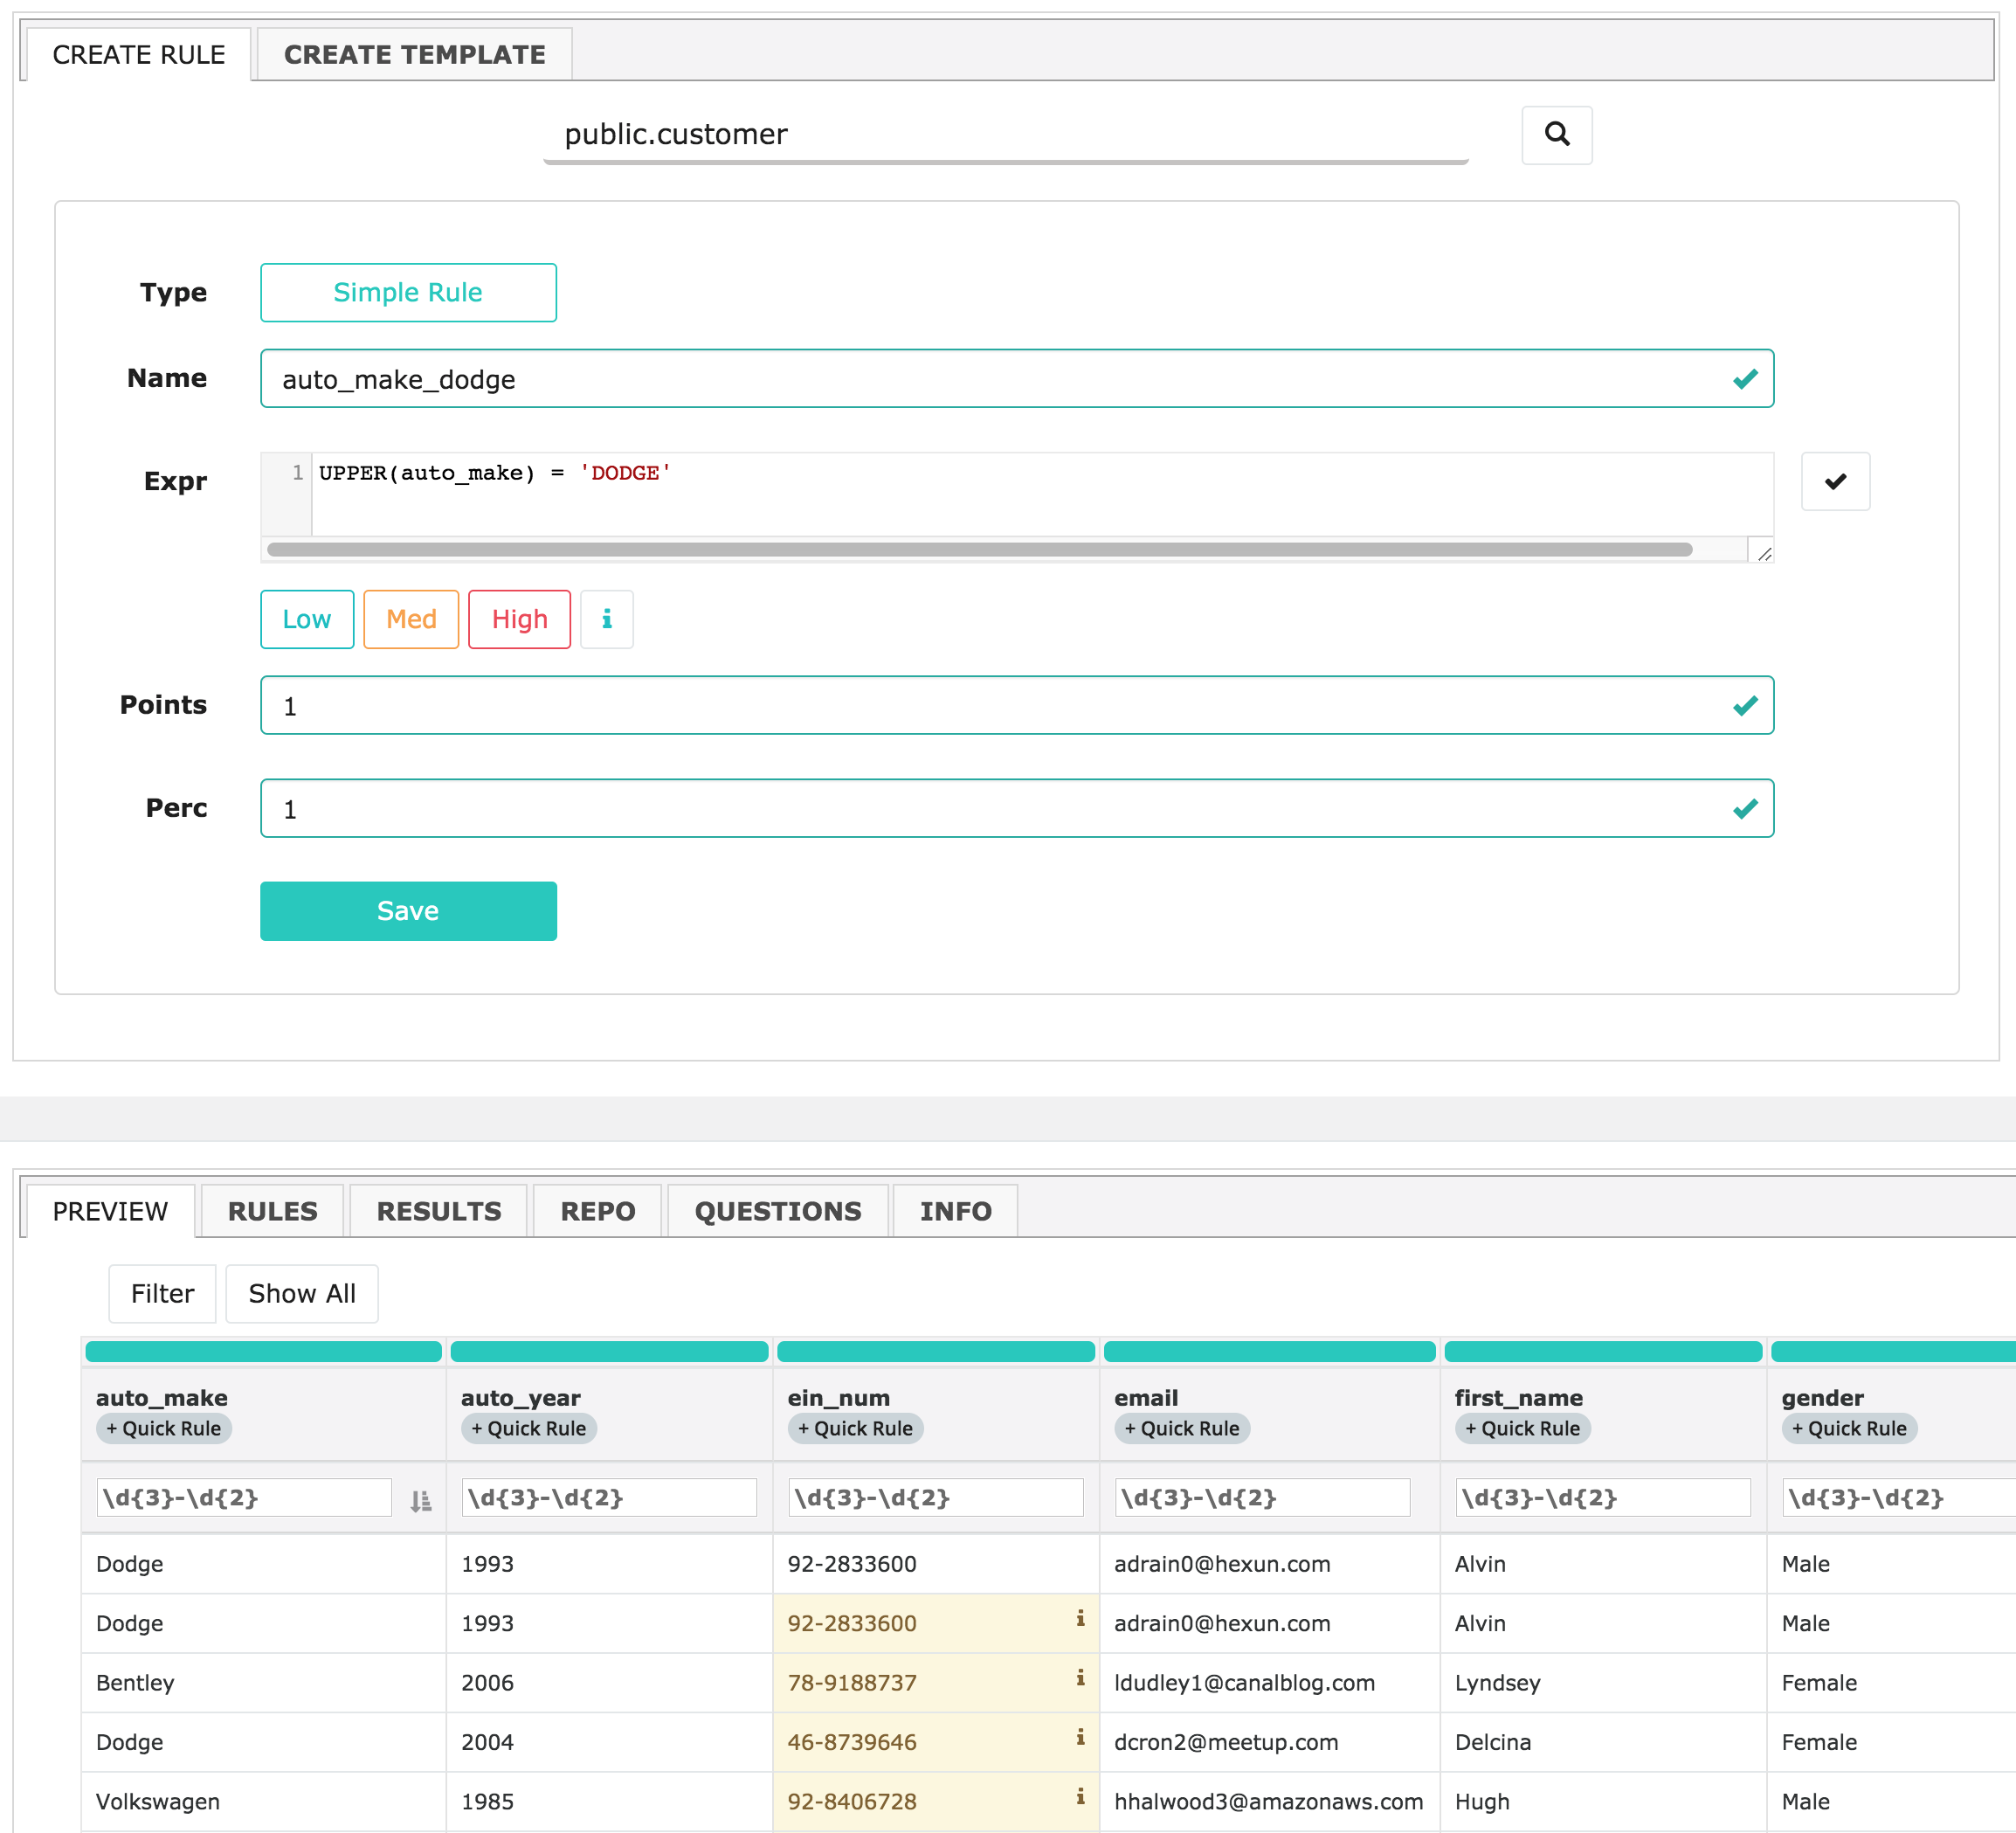 CREATE RULE CREATE TEMPLATE
public.customer
Type Simple Rule
Name auto_make_dodge
Expr 1 UPPER(auto_make) = 'DODGE'
Low Med High i
Points 1
Perc 1
Save
PREVIEW RULES RESULTS REPO QUESTIONS INFO
Filter Show All
auto_make auto_year ein_num email first_name gender
+ Quick Rule + Quick Rule + Quick Rule + Quick Rule + Quick Rule + Quick Rule
\d{3}-\d{2} \d{3}-\d{2} \d{3}-\d{2} \d{3}-\d{2} \d{3}-\d{2} \d{3}-\d{2}
Dodge 1993 92-2833600 adrain0@hexun.com Alvin Male
Dodge 1993 92-2833600 i adrain0@hexun.com Alvin Male
Bentley 2006 78-9188737 i ldudley1@canalblog.com Lyndsey Female
Dodge 2004 46-8739646 i dcron2@meetup.com Delcina Female
Volkswagen 1985 92-8406728 i hhalwood3@amazonaws.com Hugh Male